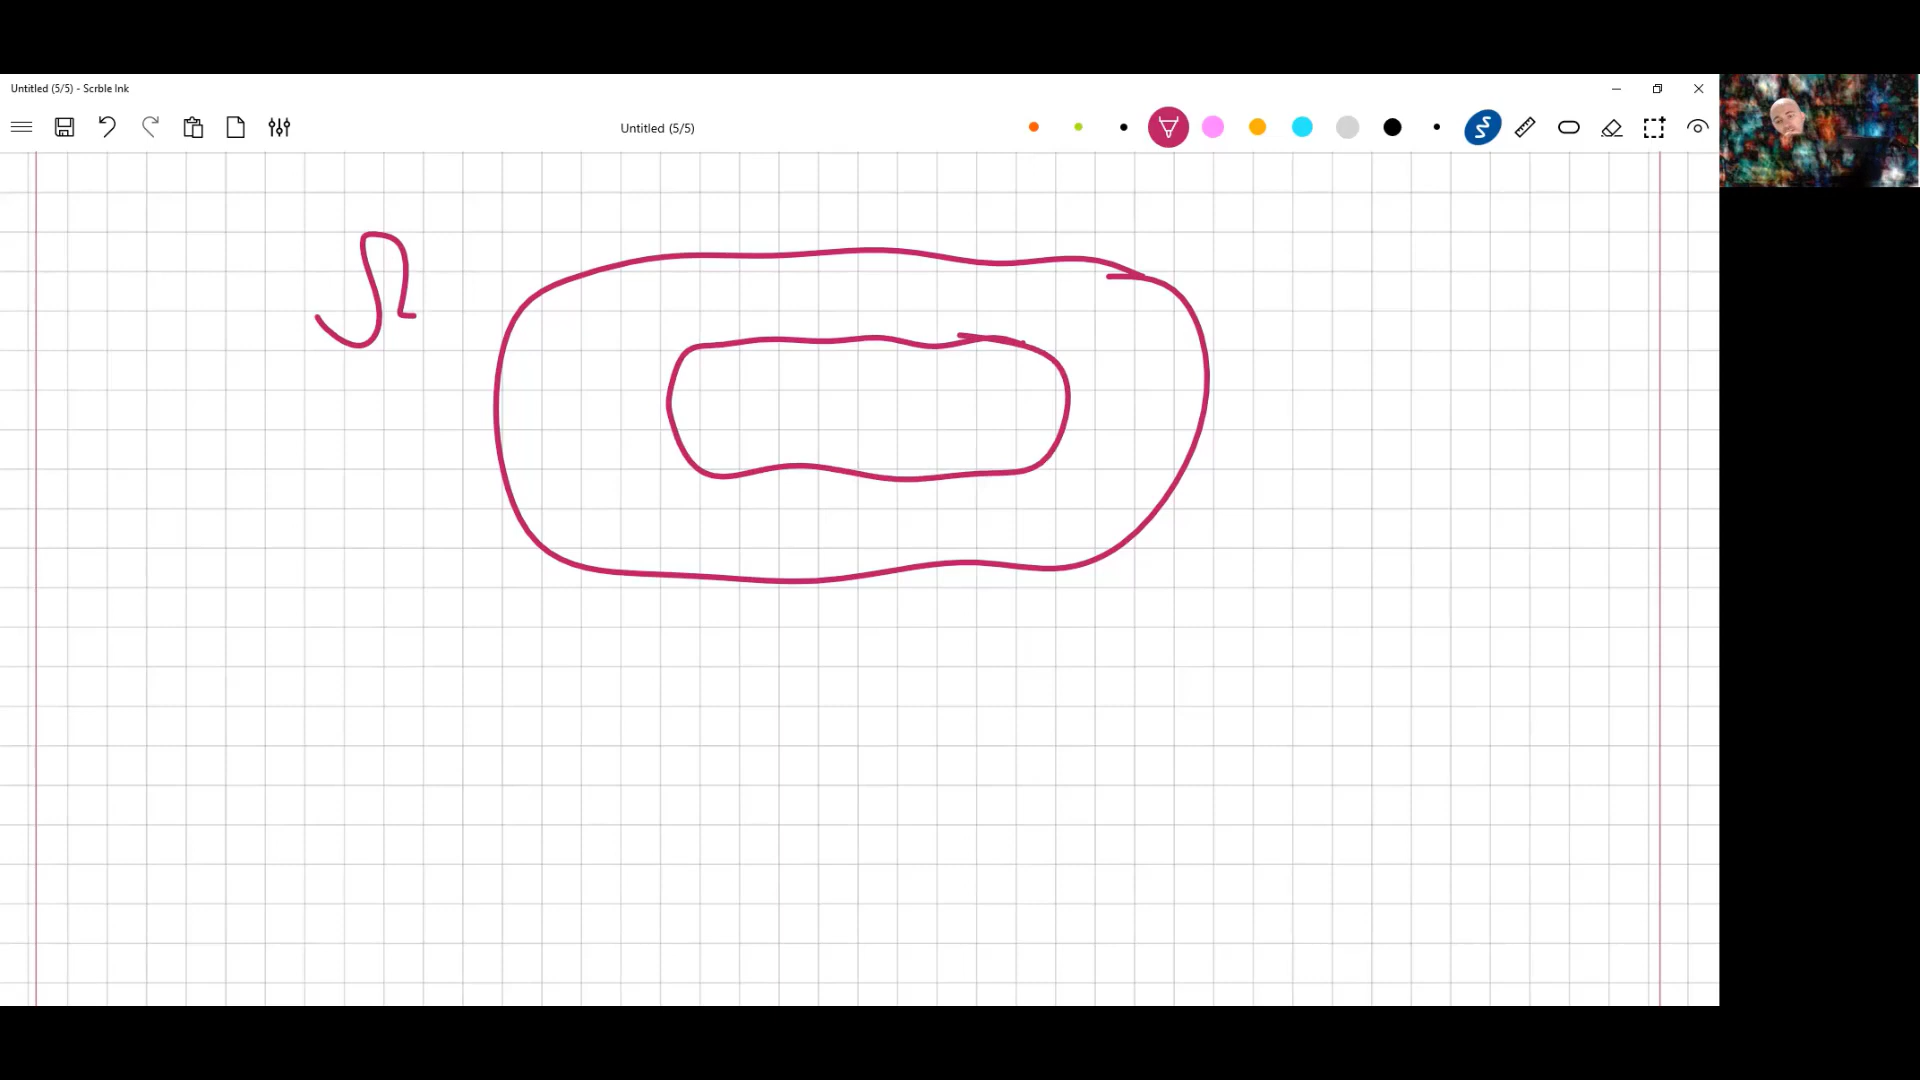 Untitled (5/5) - Scrble Ink
Untitled (5/5)
Ω